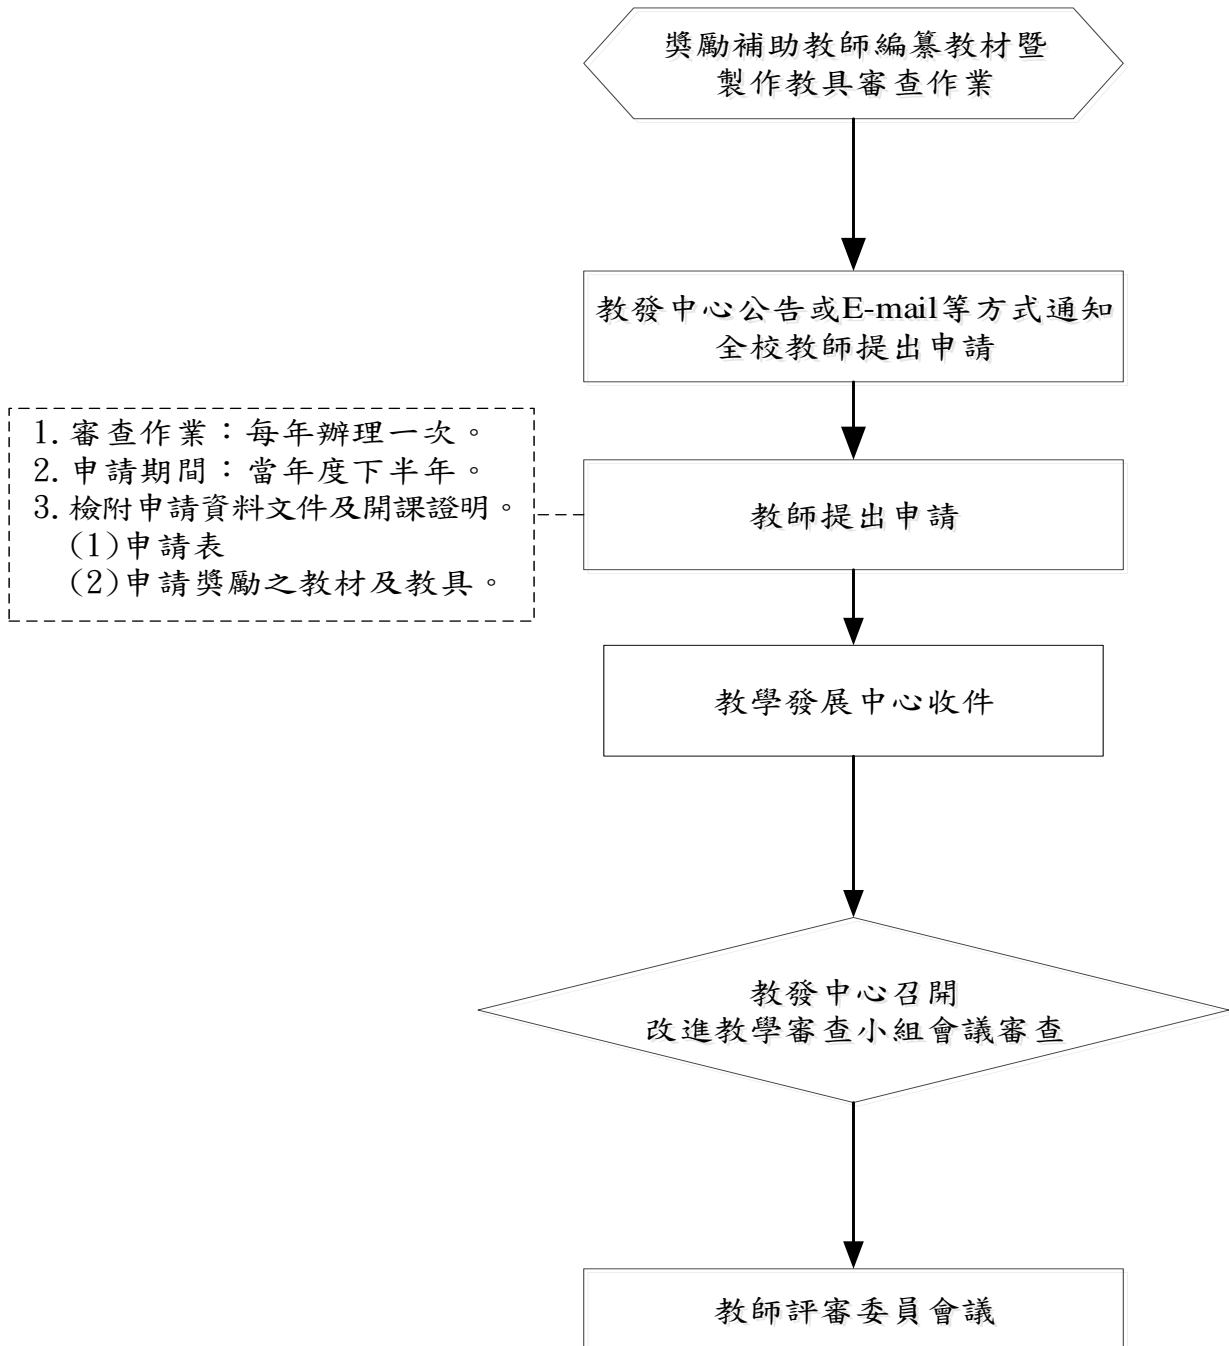 獎勵補助教師編纂教材暨
製作教具審查作業
教發中心公告或E-mail等方式通知
全校教師提出申請
1. 審查作業：每年辦理一次。
2. 申請期間：當年度下半年。
3. 檢附申請資料文件及開課證明。
(1)申請表
(2)申請獎勵之教材及教具。
教師提出申請
教學發展中心收件
教發中心召開
改進教學審查小組會議審查
教師評審委員會議